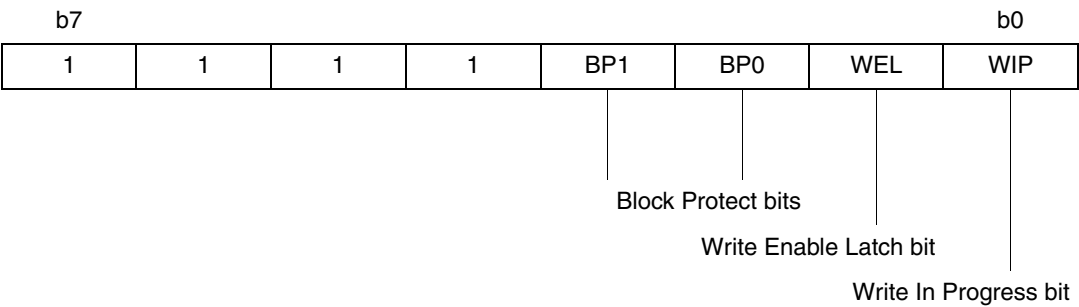 b7 b0
1 1 1 1 BP1 BP0 WEL WIP
Block Protect bits
Write Enable Latch bit
Write In Progress bit